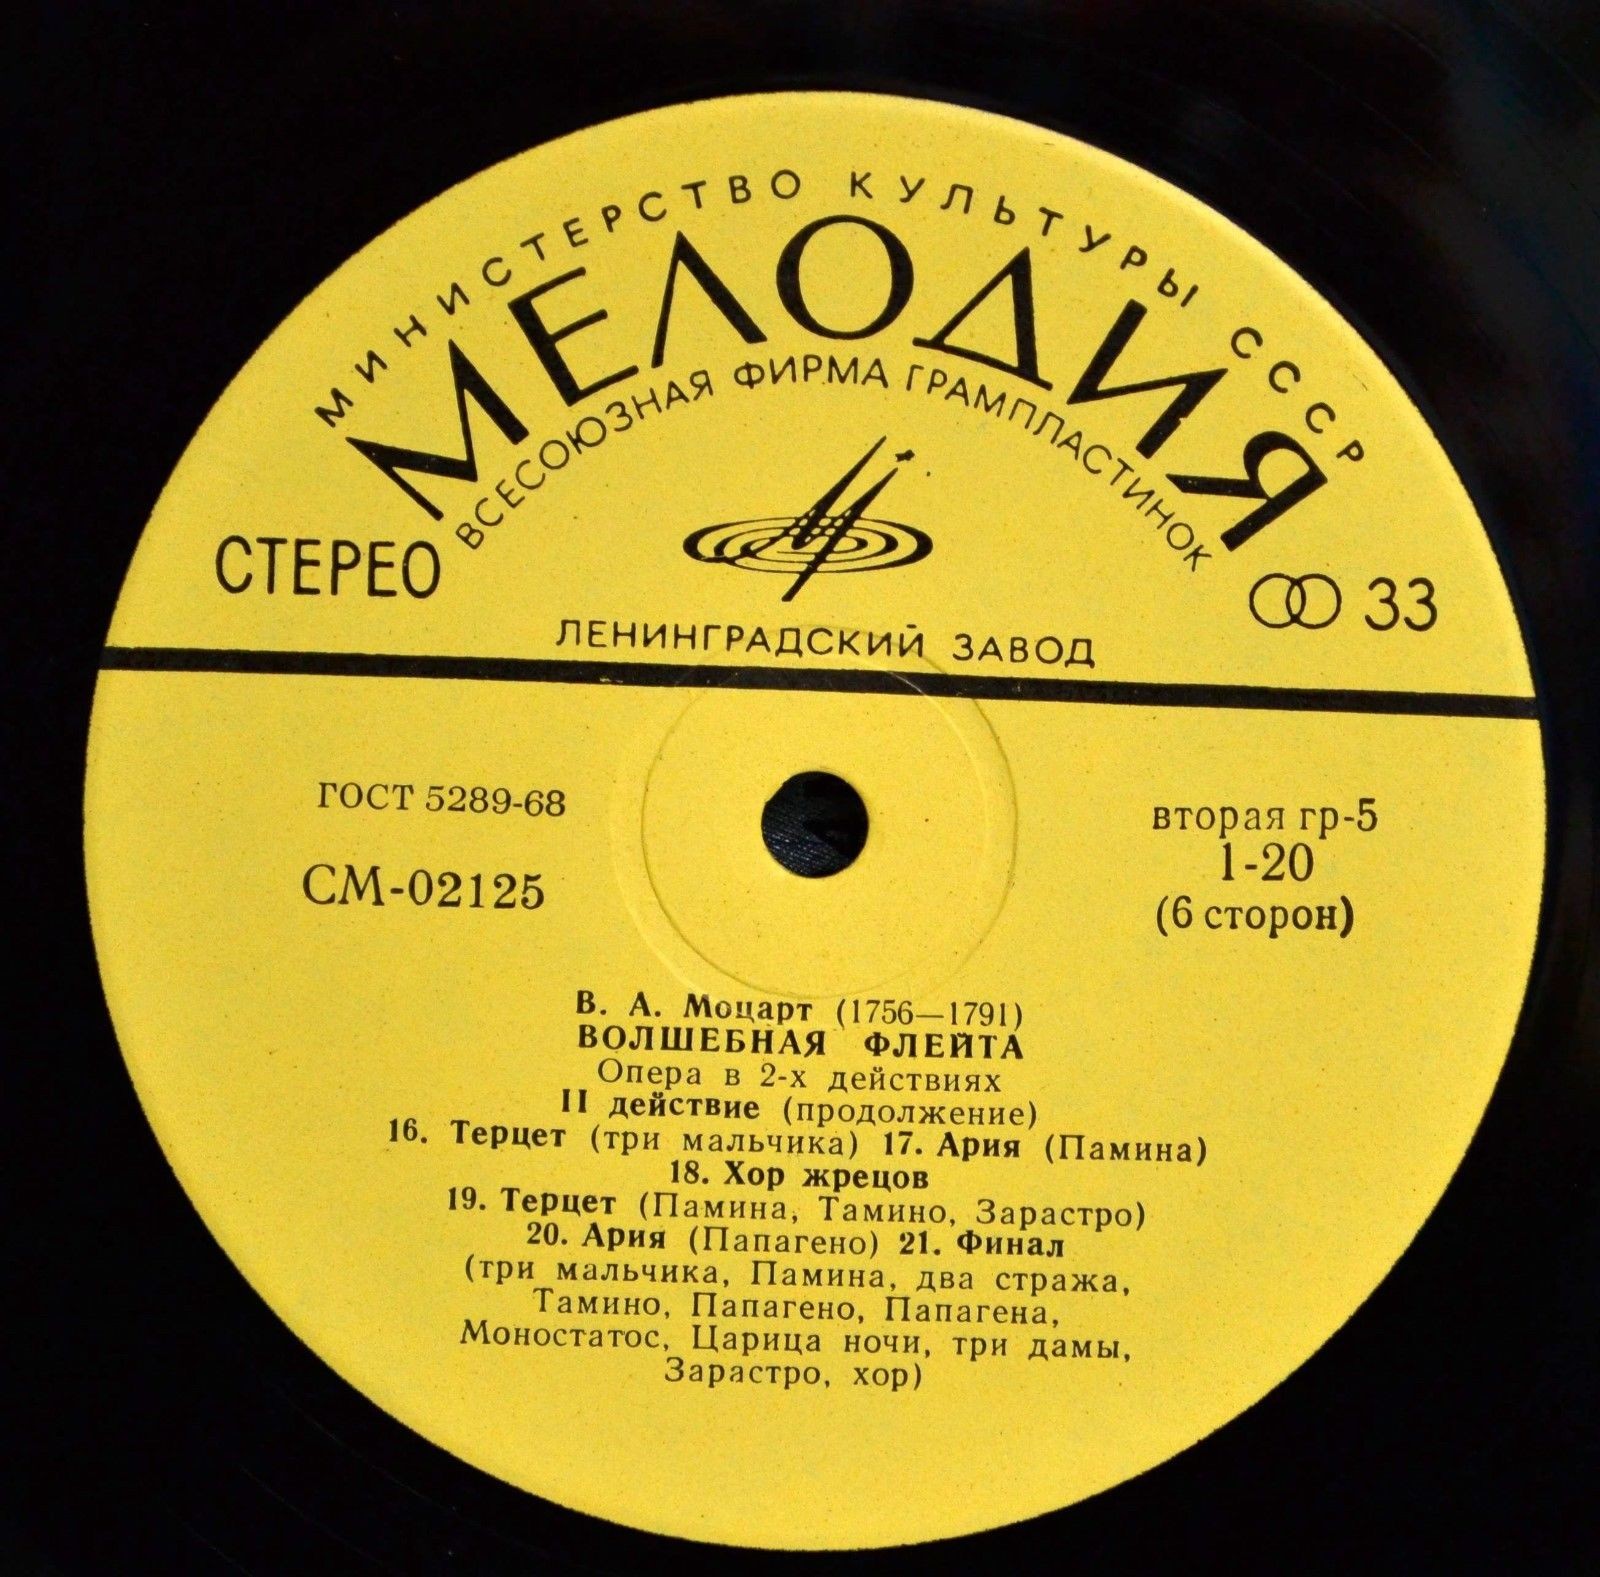 МИНИСТЕРСТВО КУЛЬТУРЫ СССР
МЕЛОДИЯ
ВСЕСОЮЗНАЯ ФИРМА ГРАМПЛАСТИНОК
СТЕРЕО
33
ЛЕНИНГРАДСКИЙ ЗАВОД
ГОСТ 5289-68
СМ-02125
вторая гр-5
1-20
(6 сторон)
В. А. Моцарт (1756—1791)
ВОЛШЕБНАЯ ФЛЕЙТА
Опера в 2-х действиях
II действие (продолжение)
16. Терцет (три мальчика) 17. Ария (Памина)
18. Хор жрецов
19. Терцет (Памина, Тамино, Зарастро)
20. Ария (Папагено) 21. Финал
(три мальчика, Памина, два стража,
Тамино, Папагено, Папагена,
Моностатос, Царица ночи, три дамы,
Зарастро, хор)